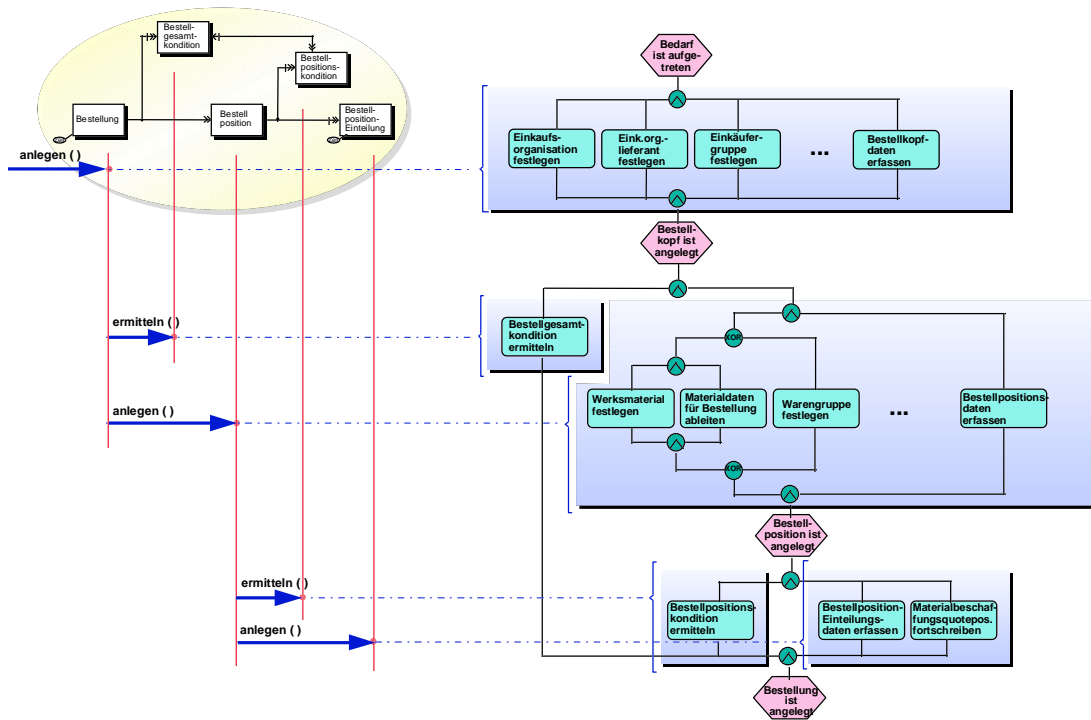 Bestell-
gesamt-
kondition
Bestell-
positions-
kondition
Bestellung
Bestell
position
Bestell-
position-
Einteilung
anlegen ( )
ermitteln ( )
anlegen ( )
ermitteln ( )
anlegen ( )
Bedarf
ist aufge-
treten
Einkaufs-
organisation
festlegen
Eink.org.-
lieferant
festlegen
Einkäufer-
gruppe
festlegen
...
Bestellkopf-
daten
erfassen
Bestell-
kopf ist
angelegt
Bestellgesamt-
kondition
ermitteln
XOR
Werksmaterial
festlegen
Materialdaten
für Bestellung
ableiten
Warengruppe
festlegen
...
Bestellpositions-
daten
erfassen
XOR
Bestell-
position ist
angelegt
Bestellpositions-
kondition
ermitteln
Bestellposition-
Einteilungs-
daten erfassen
Materialbeschaf-
fungsquotepos.
fortschreiben
Bestellung
ist
angelegt